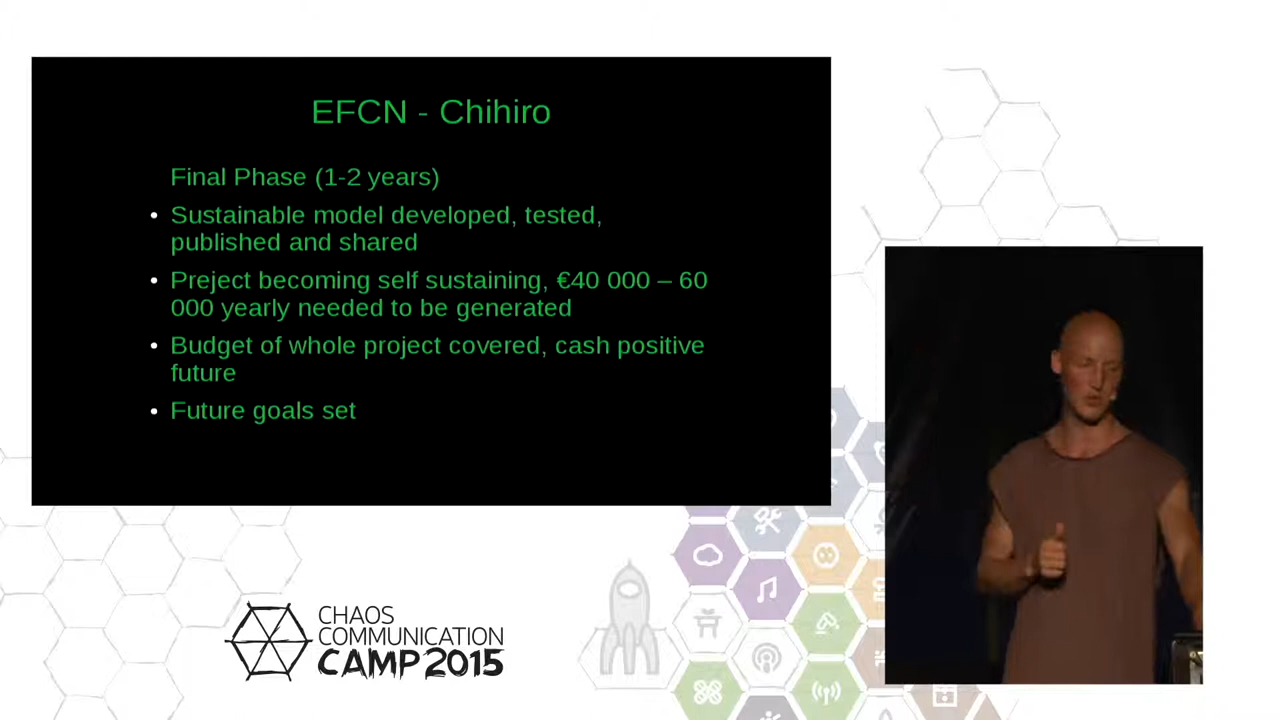 EFCN - Chihiro
Final Phase (1-2 years)
• Sustainable model developed, tested,
published and shared
• Preject becoming self sustaining, €40 000 – 60
000 yearly needed to be generated
• Budget of whole project covered, cash positive
future
• Future goals set
CHAOS
COMMUNICATION
CAMP 2015